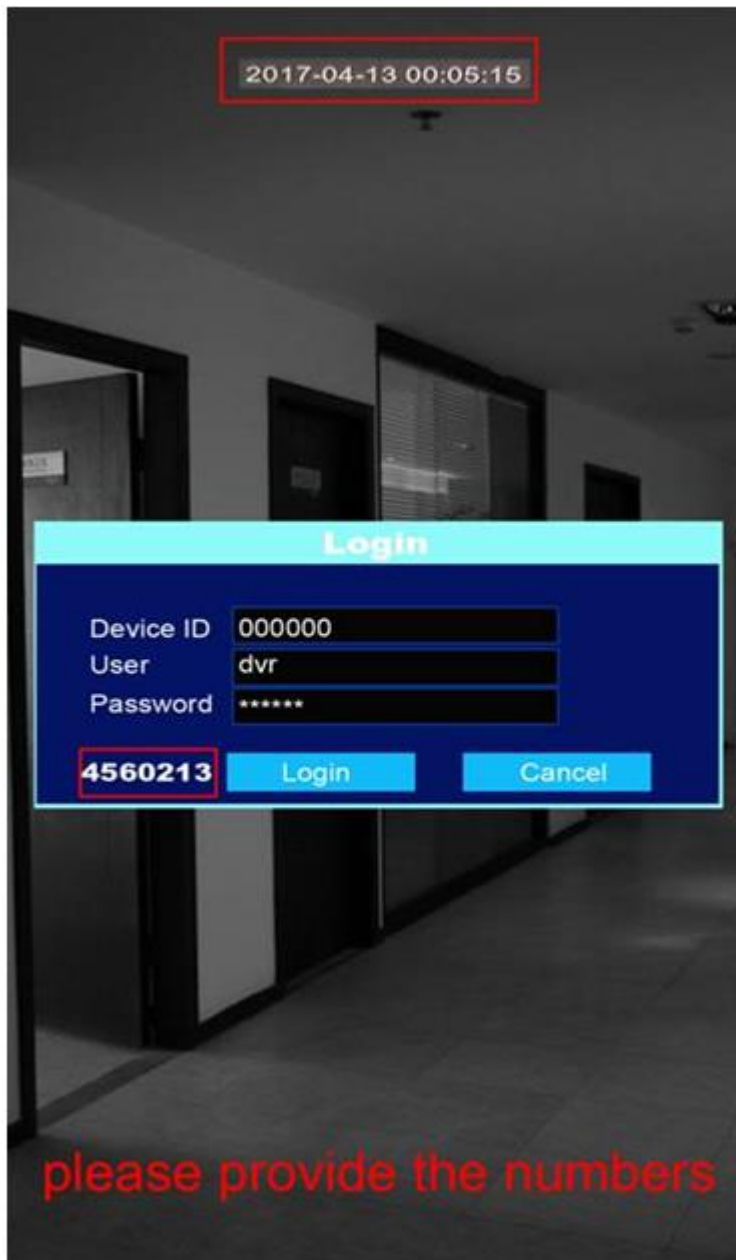 2017-04-13 00:05:15
Login
Device ID 000000
User dvr
Password ******
4560213 Login Cancel
please provide the numbers